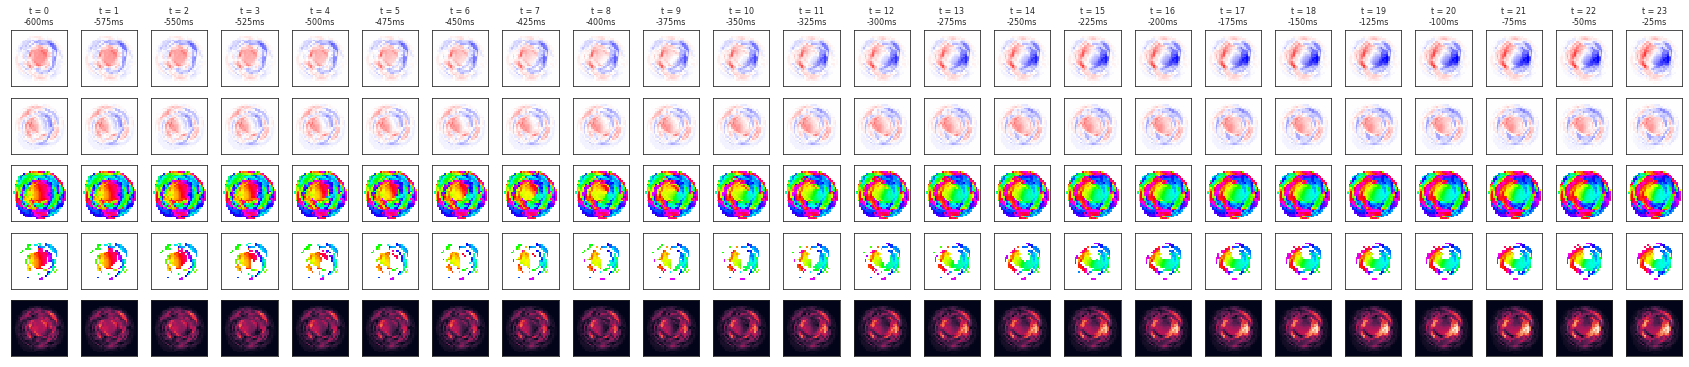 t = 0 t = 1 t = 2 t = 3 t = 4 t = 5 t = 6 t = 7 t = 8 t = 9 t = 10 t = 11 t = 12 t = 13 t = 14 t = 15 t = 16 t = 17 t = 18 t = 19 t = 20 t = 21 t = 22 t = 23
-600ms -575ms -550ms -525ms -500ms -475ms -450ms -425ms -400ms -375ms -350ms -325ms -300ms -275ms -250ms -225ms -200ms -175ms -150ms -125ms -100ms -75ms -50ms -25ms